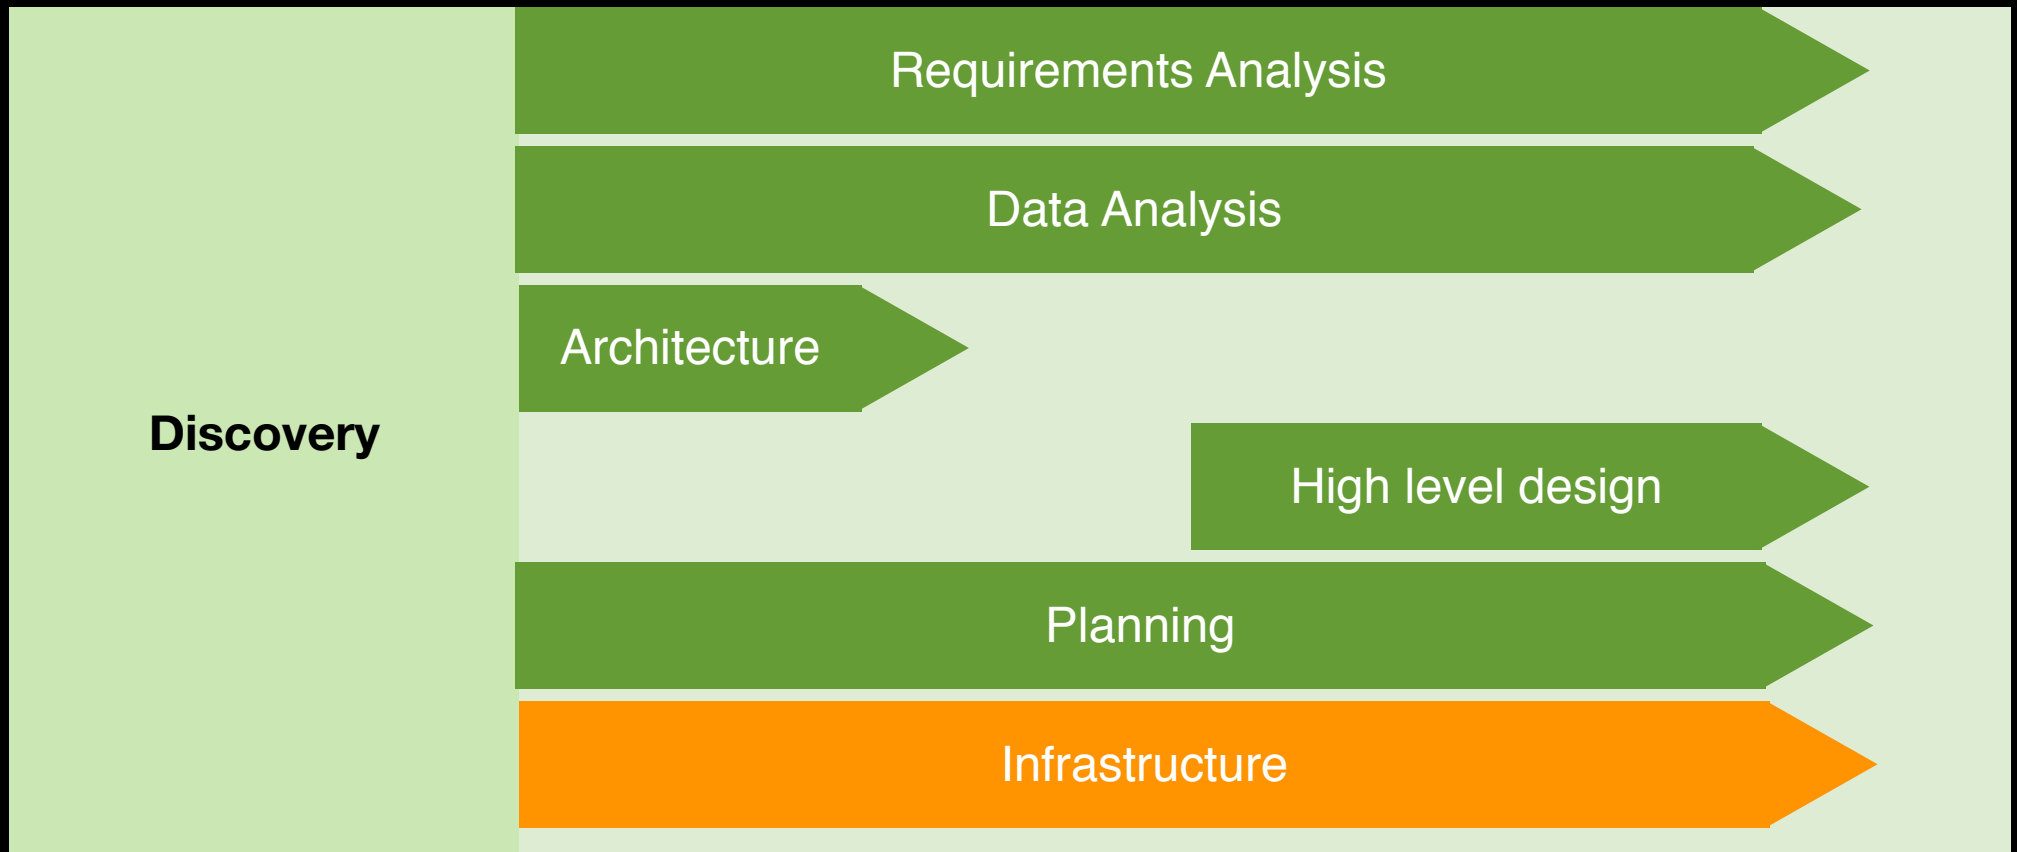 Requirements Analysis
Data Analysis
Architecture
Discovery
High level design
Planning
Infrastructure